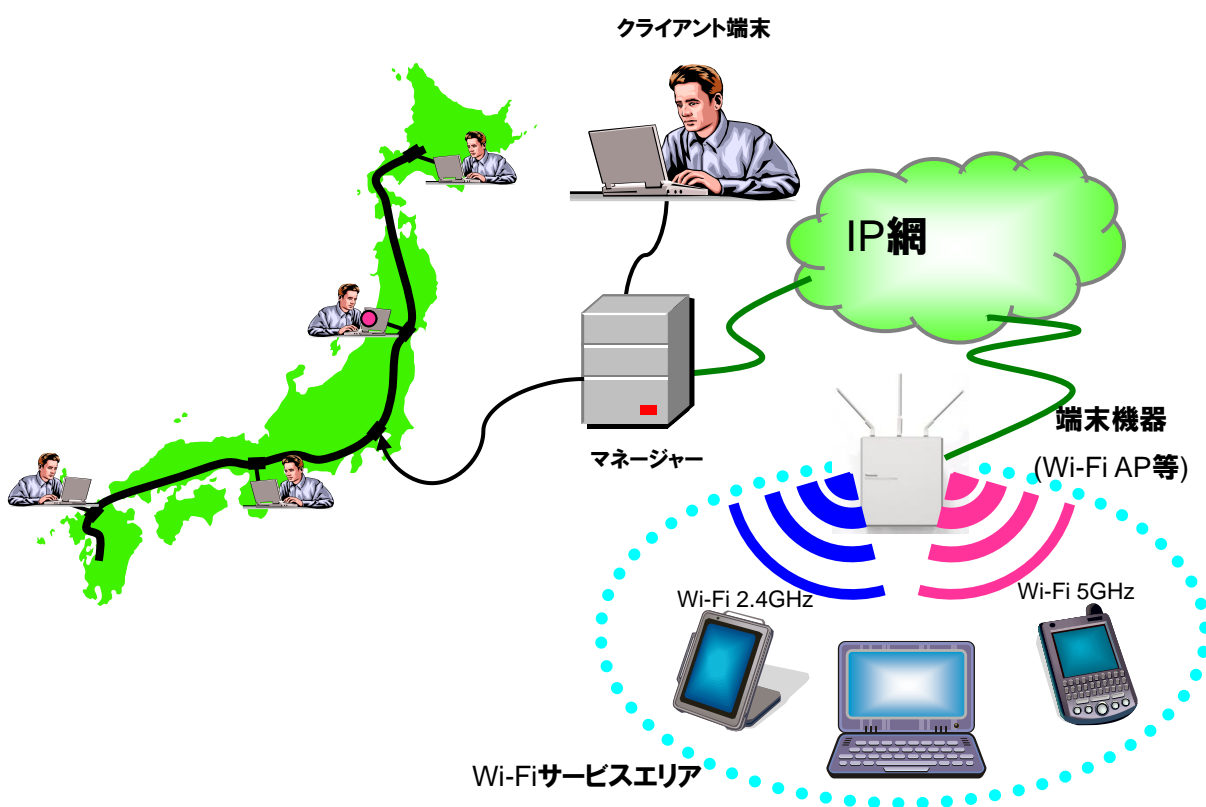 クライアント端末
IP網
マネージャー
端末機器
(Wi-Fi AP等)
Wi-Fi 2.4GHz
Wi-Fi 5GHz
Wi-Fiサービスエリア